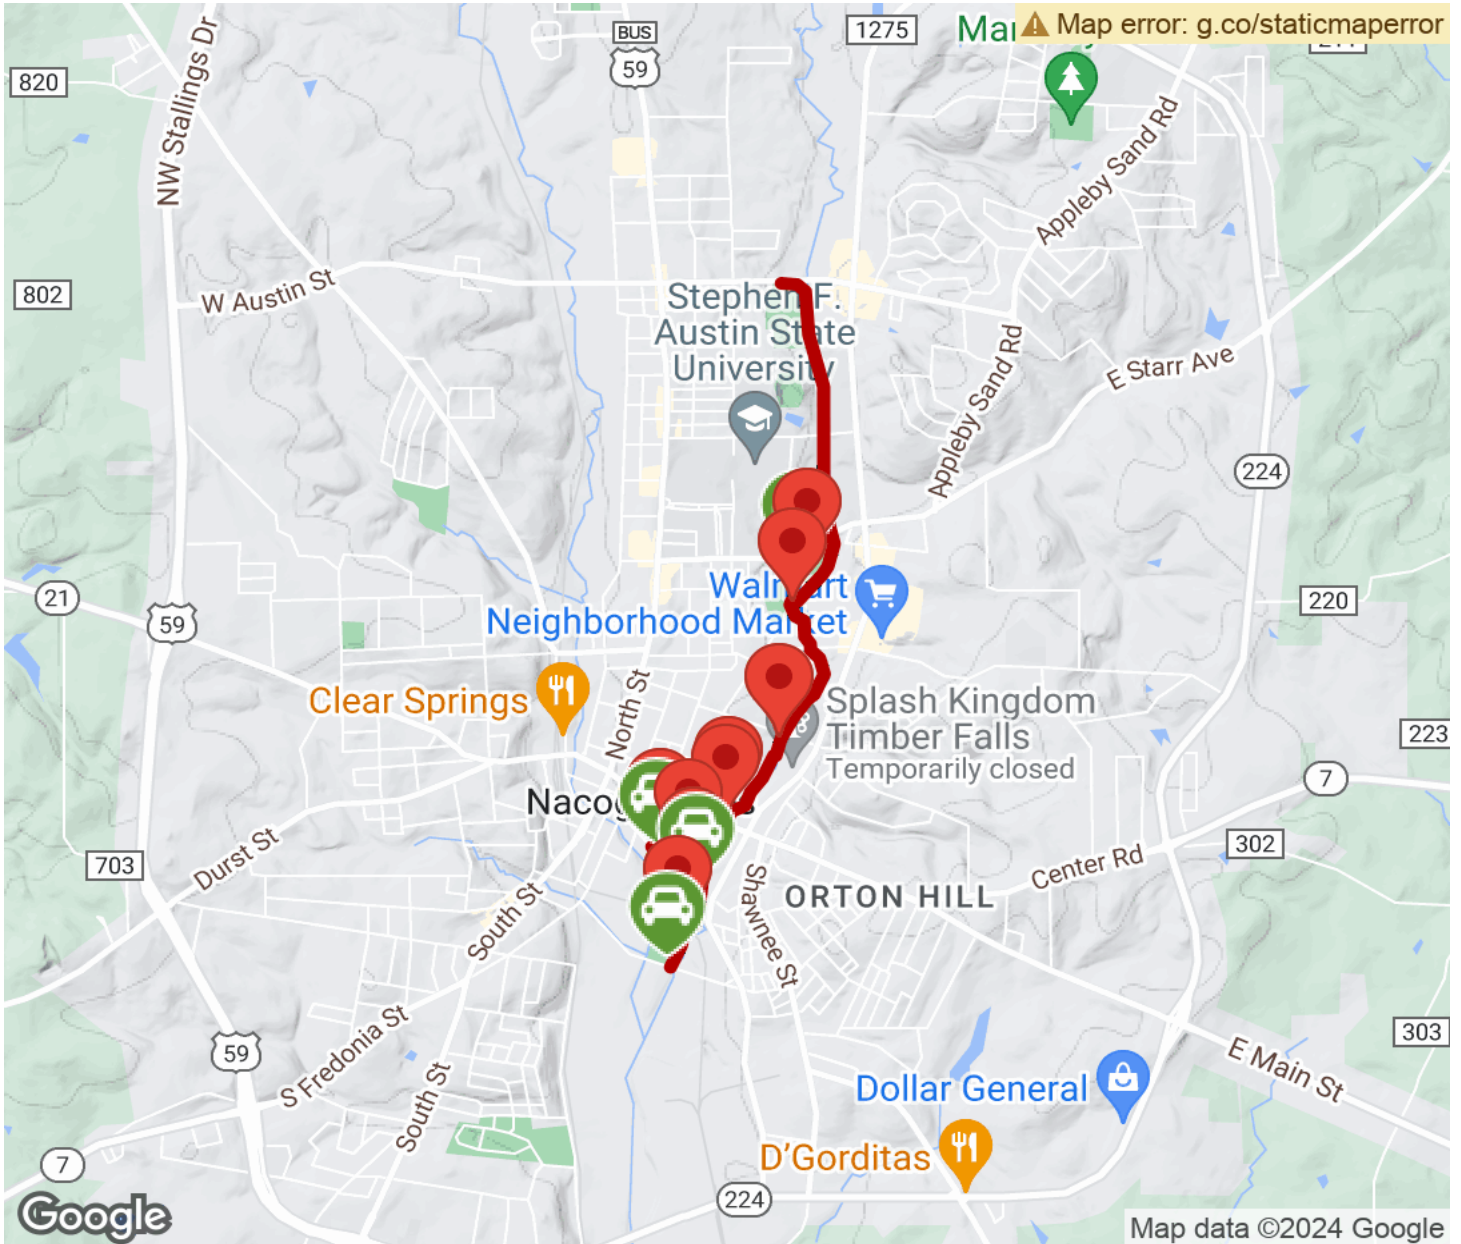 Map error: g.co/staticmaperror
BUS
59
1275
820
NW Stallings Dr
Appleby Sand Rd
802
W Austin St
Stephen F.
Austin State
University
E Starr Ave
Appleby Sand Rd
224
21
59
Walmart
Neighborhood Market
220
Clear Springs
North St
Splash Kingdom
Timber Falls
Temporarily closed
223
7
302
703
Durst St
Center Rd
ORTON HILL
Shawnee St
South St
S Fredonia St
59
303
E Main St
Dollar General
South St
D'Gorditas
7
224
Google
Map data ©2024 Google